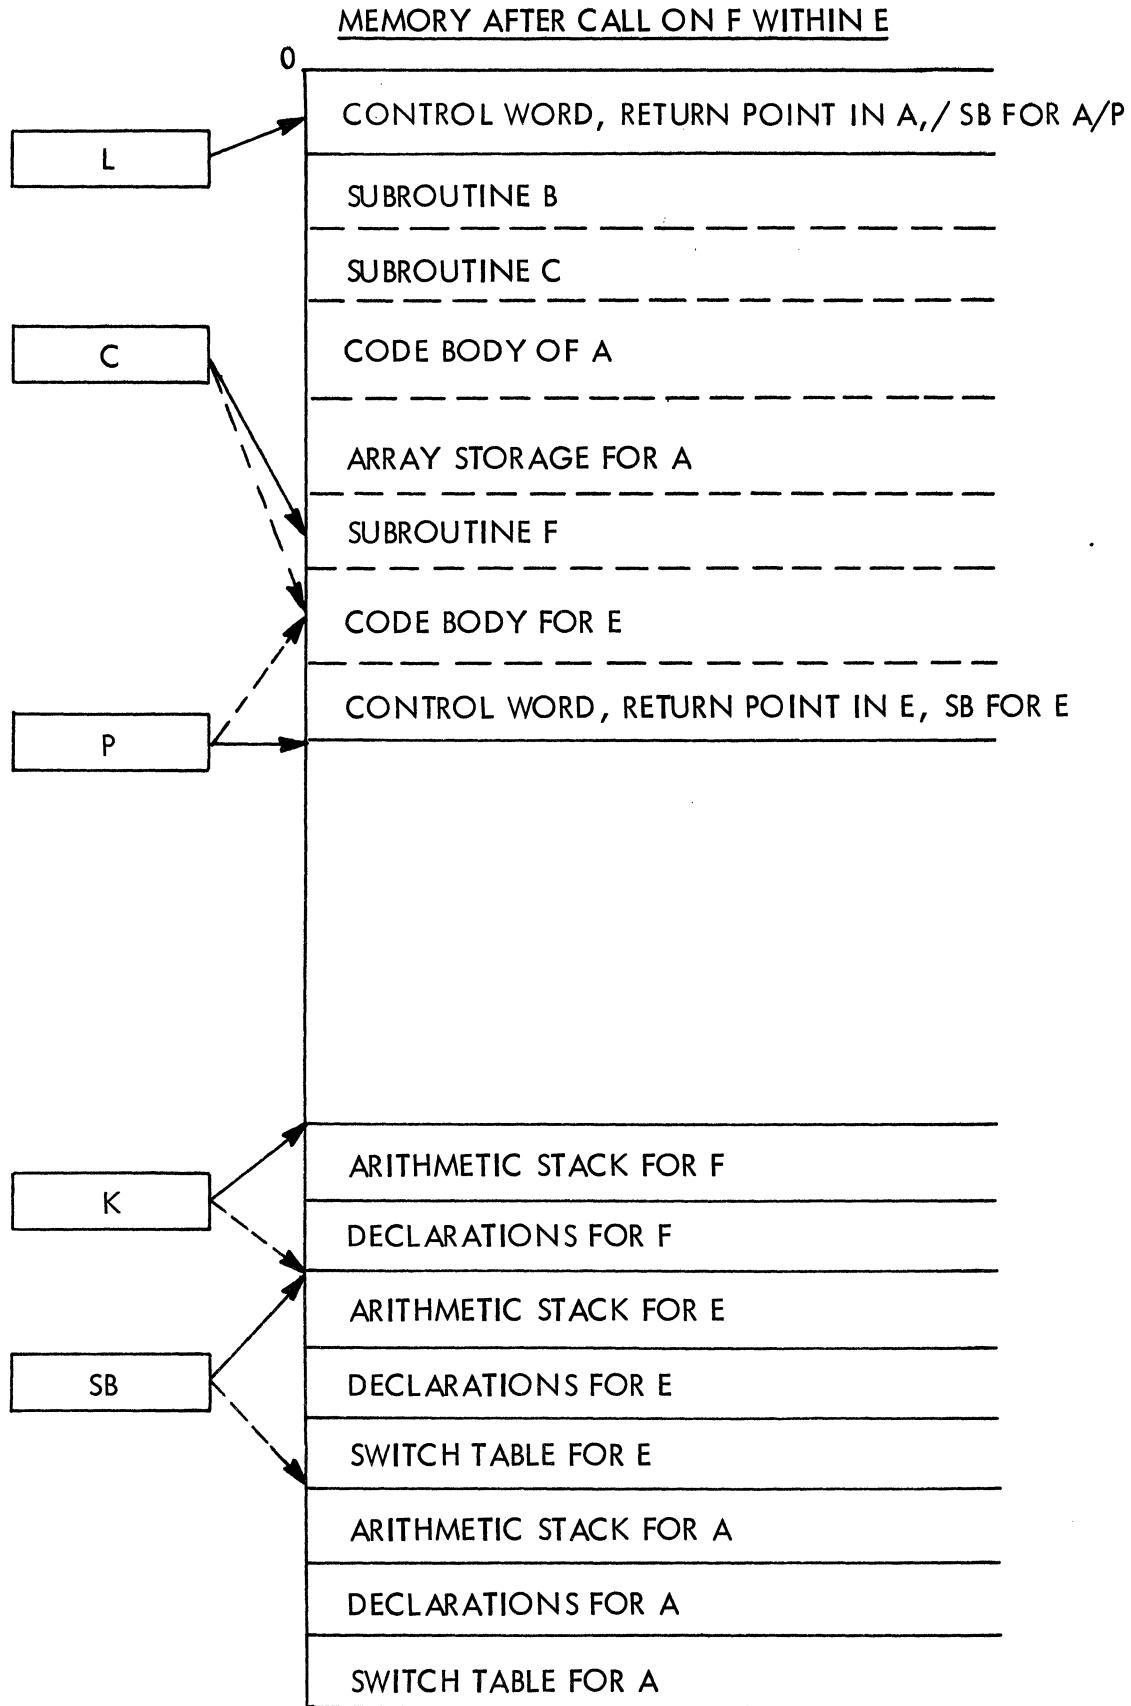 MEMORY AFTER CALL ON F WITHIN E
0
CONTROL WORD, RETURN POINT IN A,/ SB FOR A/P
L
SUBROUTINE B
SUBROUTINE C
C
CODE BODY OF A
ARRAY STORAGE FOR A
SUBROUTINE F
CODE BODY FOR E
CONTROL WORD, RETURN POINT IN E, SB FOR E
P
ARITHMETIC STACK FOR F
K
DECLARATIONS FOR F
ARITHMETIC STACK FOR E
SB
DECLARATIONS FOR E
SWITCH TABLE FOR E
ARITHMETIC STACK FOR A
DECLARATIONS FOR A
SWITCH TABLE FOR A